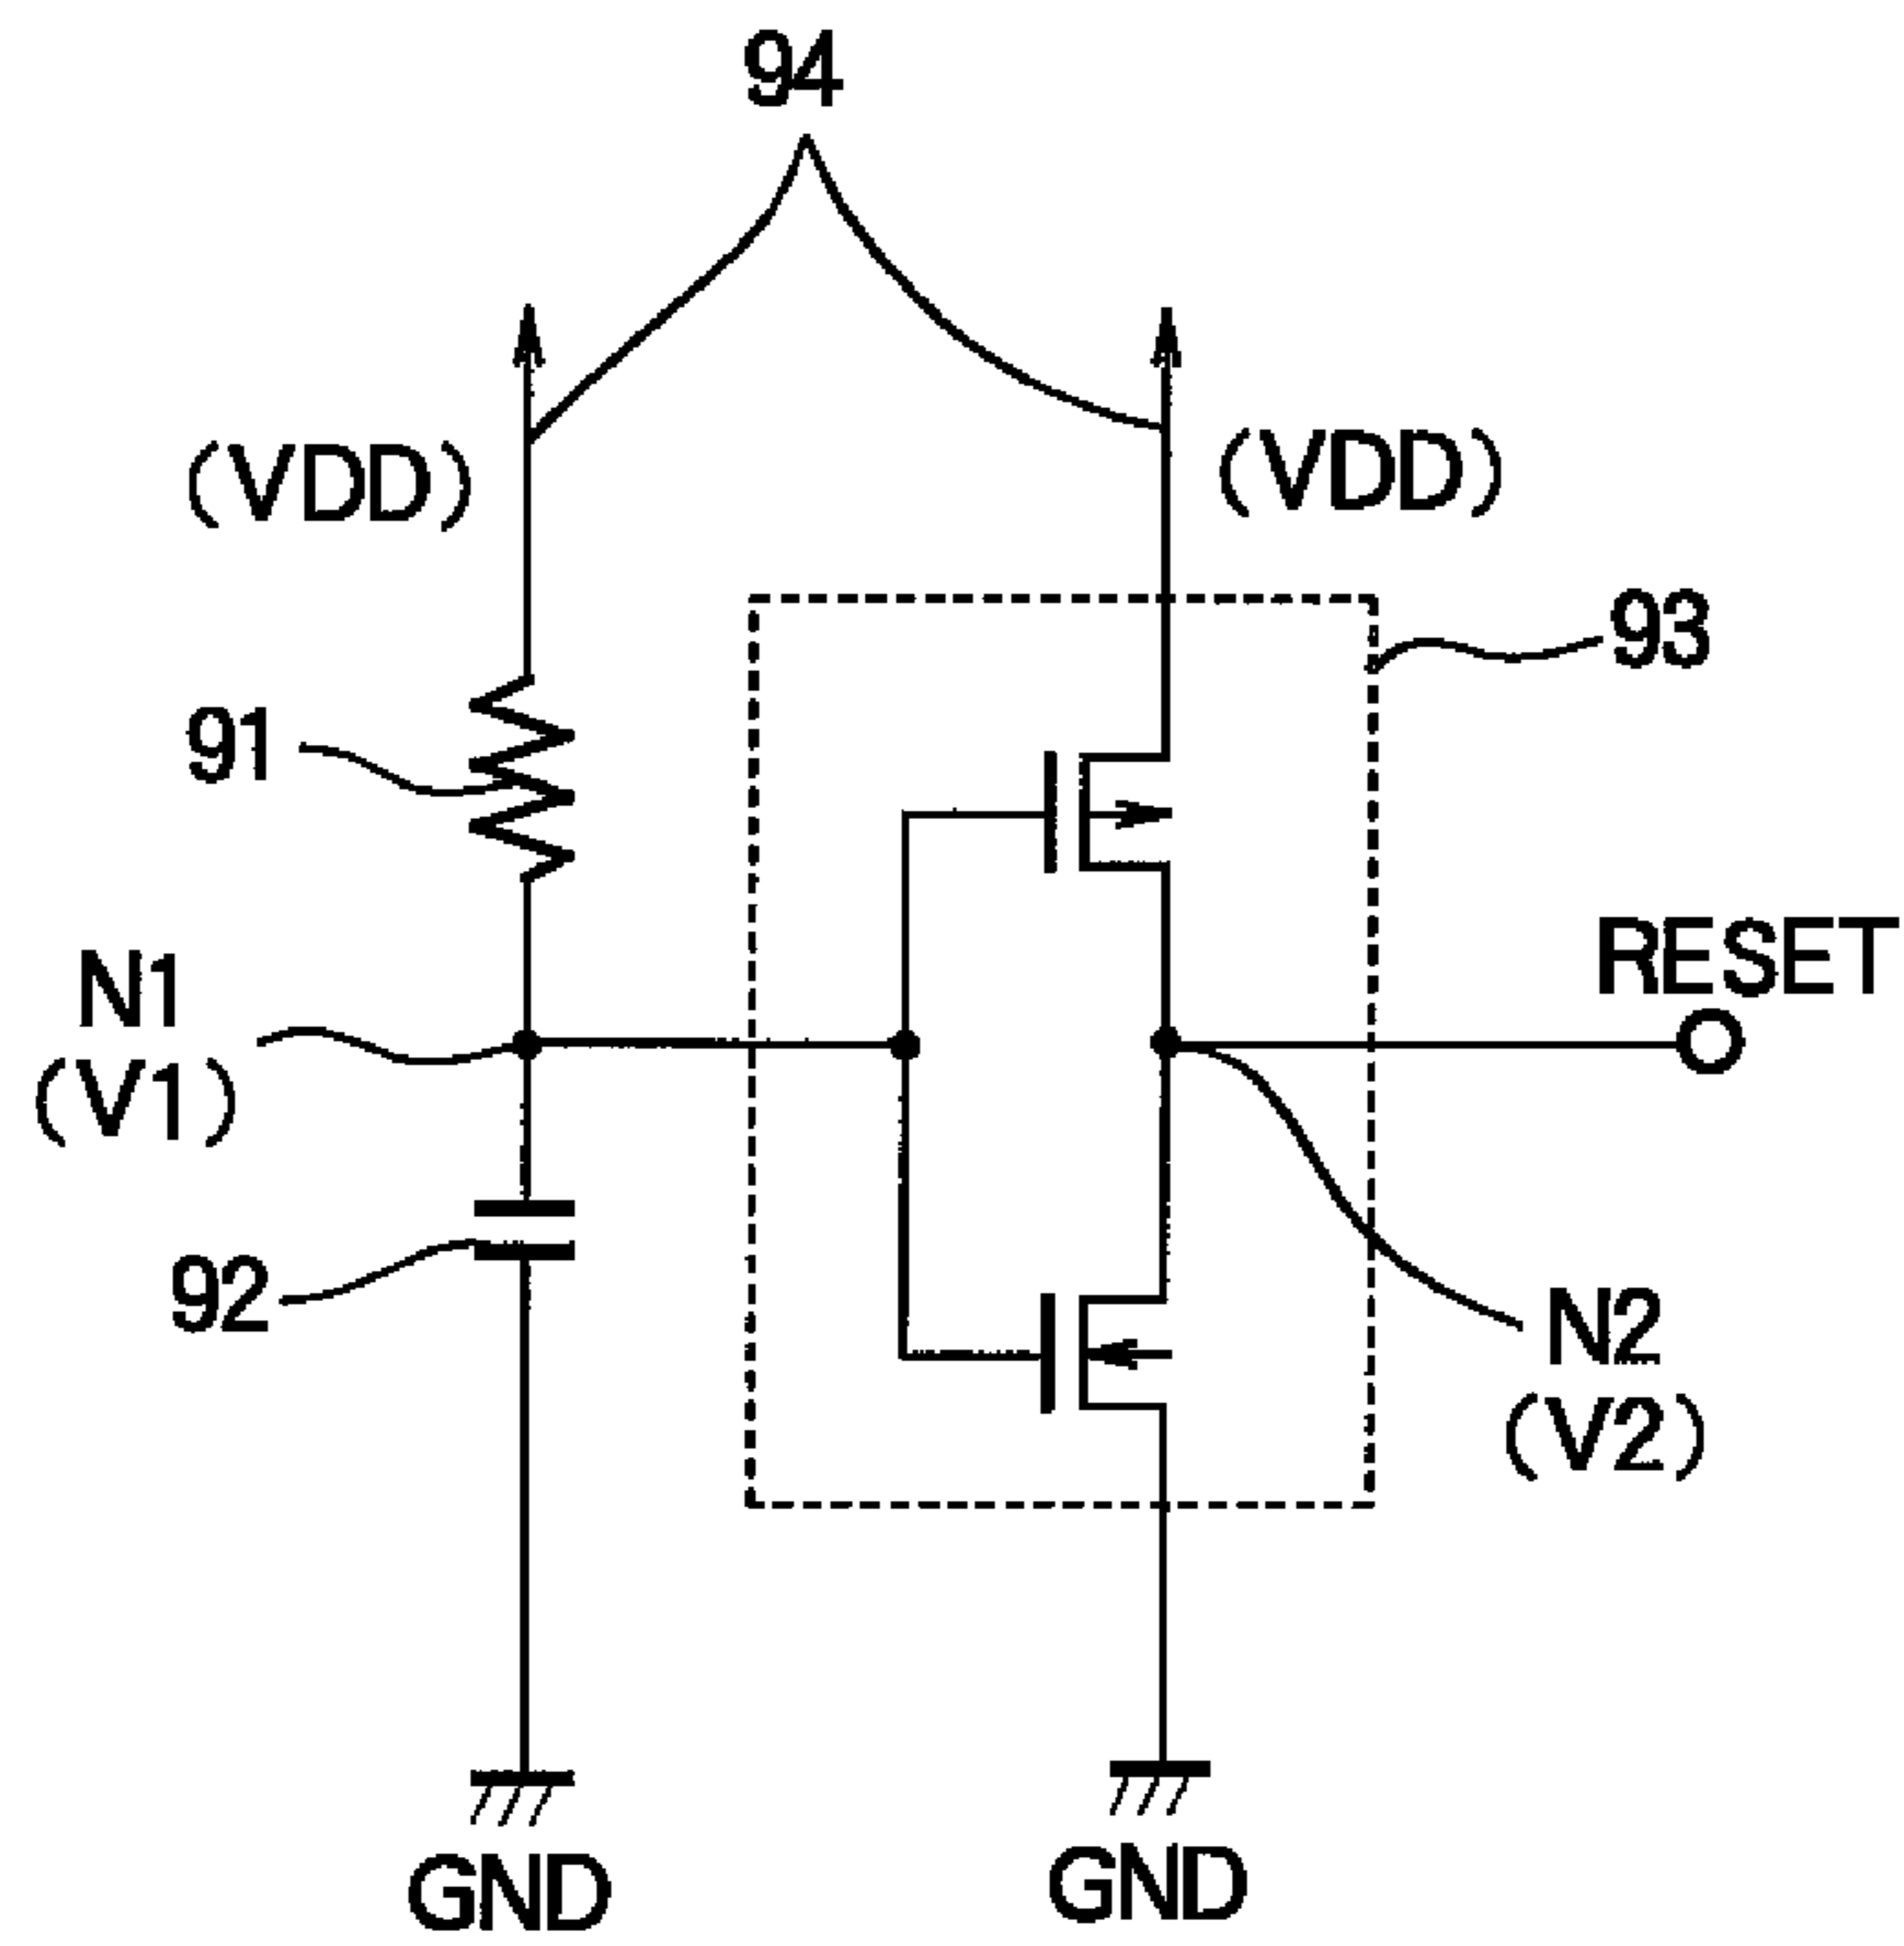 94
(VDD)
(VDD)
93
91
RESET
N1
(V1)
92
N2
(V2)
GND
GND